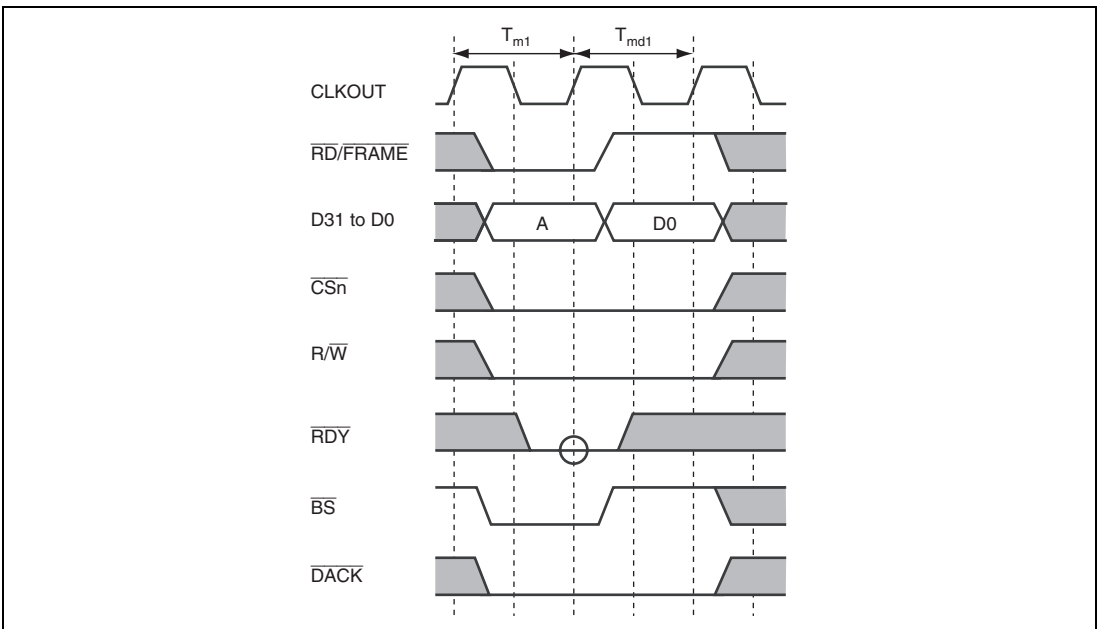 Tm1 Tmd1
CLKOUT
RD/FRAME
D31 to D0
A D0
CSn
R/W
RDY
BS
DACK